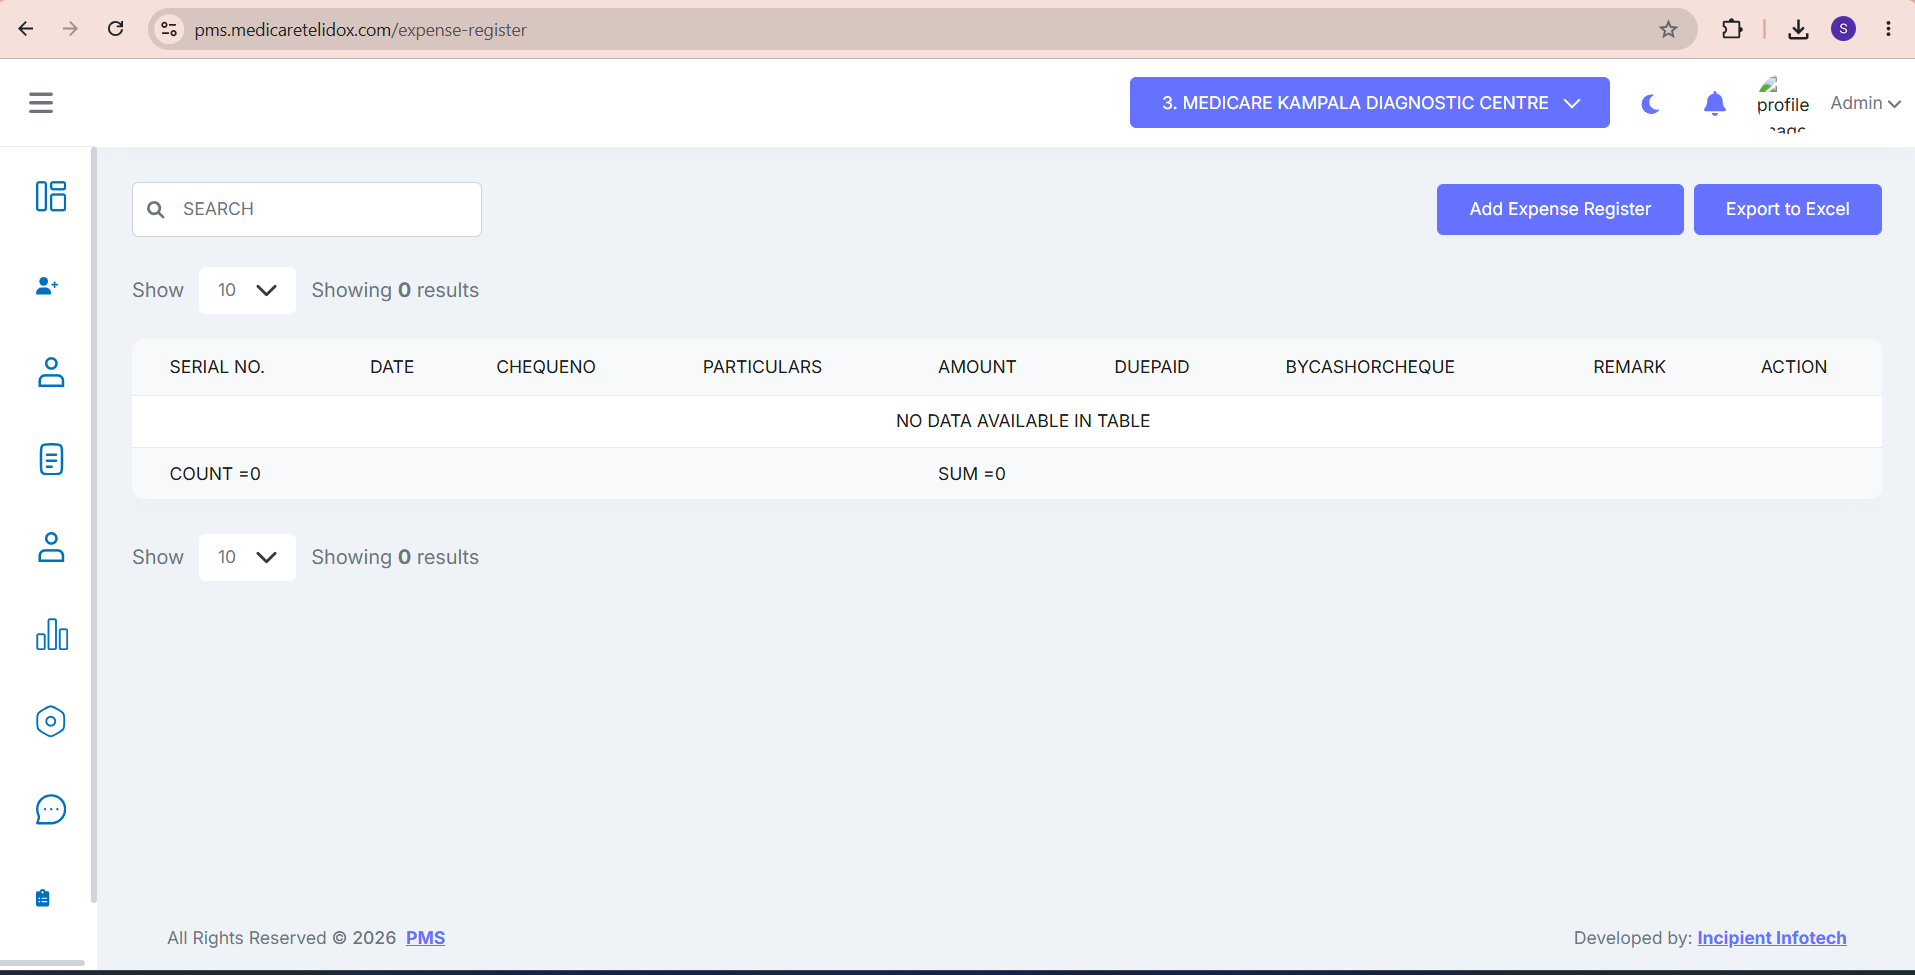 pms.medicaretelidox.com/expense-register
S
3. MEDICARE KAMPALA DIAGNOSTIC CENTRE
profile
Admin
SEARCH
Add Expense Register
Export to Excel
Show 10 Showing 0 results
SERIAL NO. DATE CHEQUENO PARTICULARS AMOUNT DUEPAID BYCASHORCHEQUE REMARK ACTION
NO DATA AVAILABLE IN TABLE
COUNT =0 SUM =0
Show 10 Showing 0 results
All Rights Reserved © 2026 PMS
Developed by: Incipient Infotech